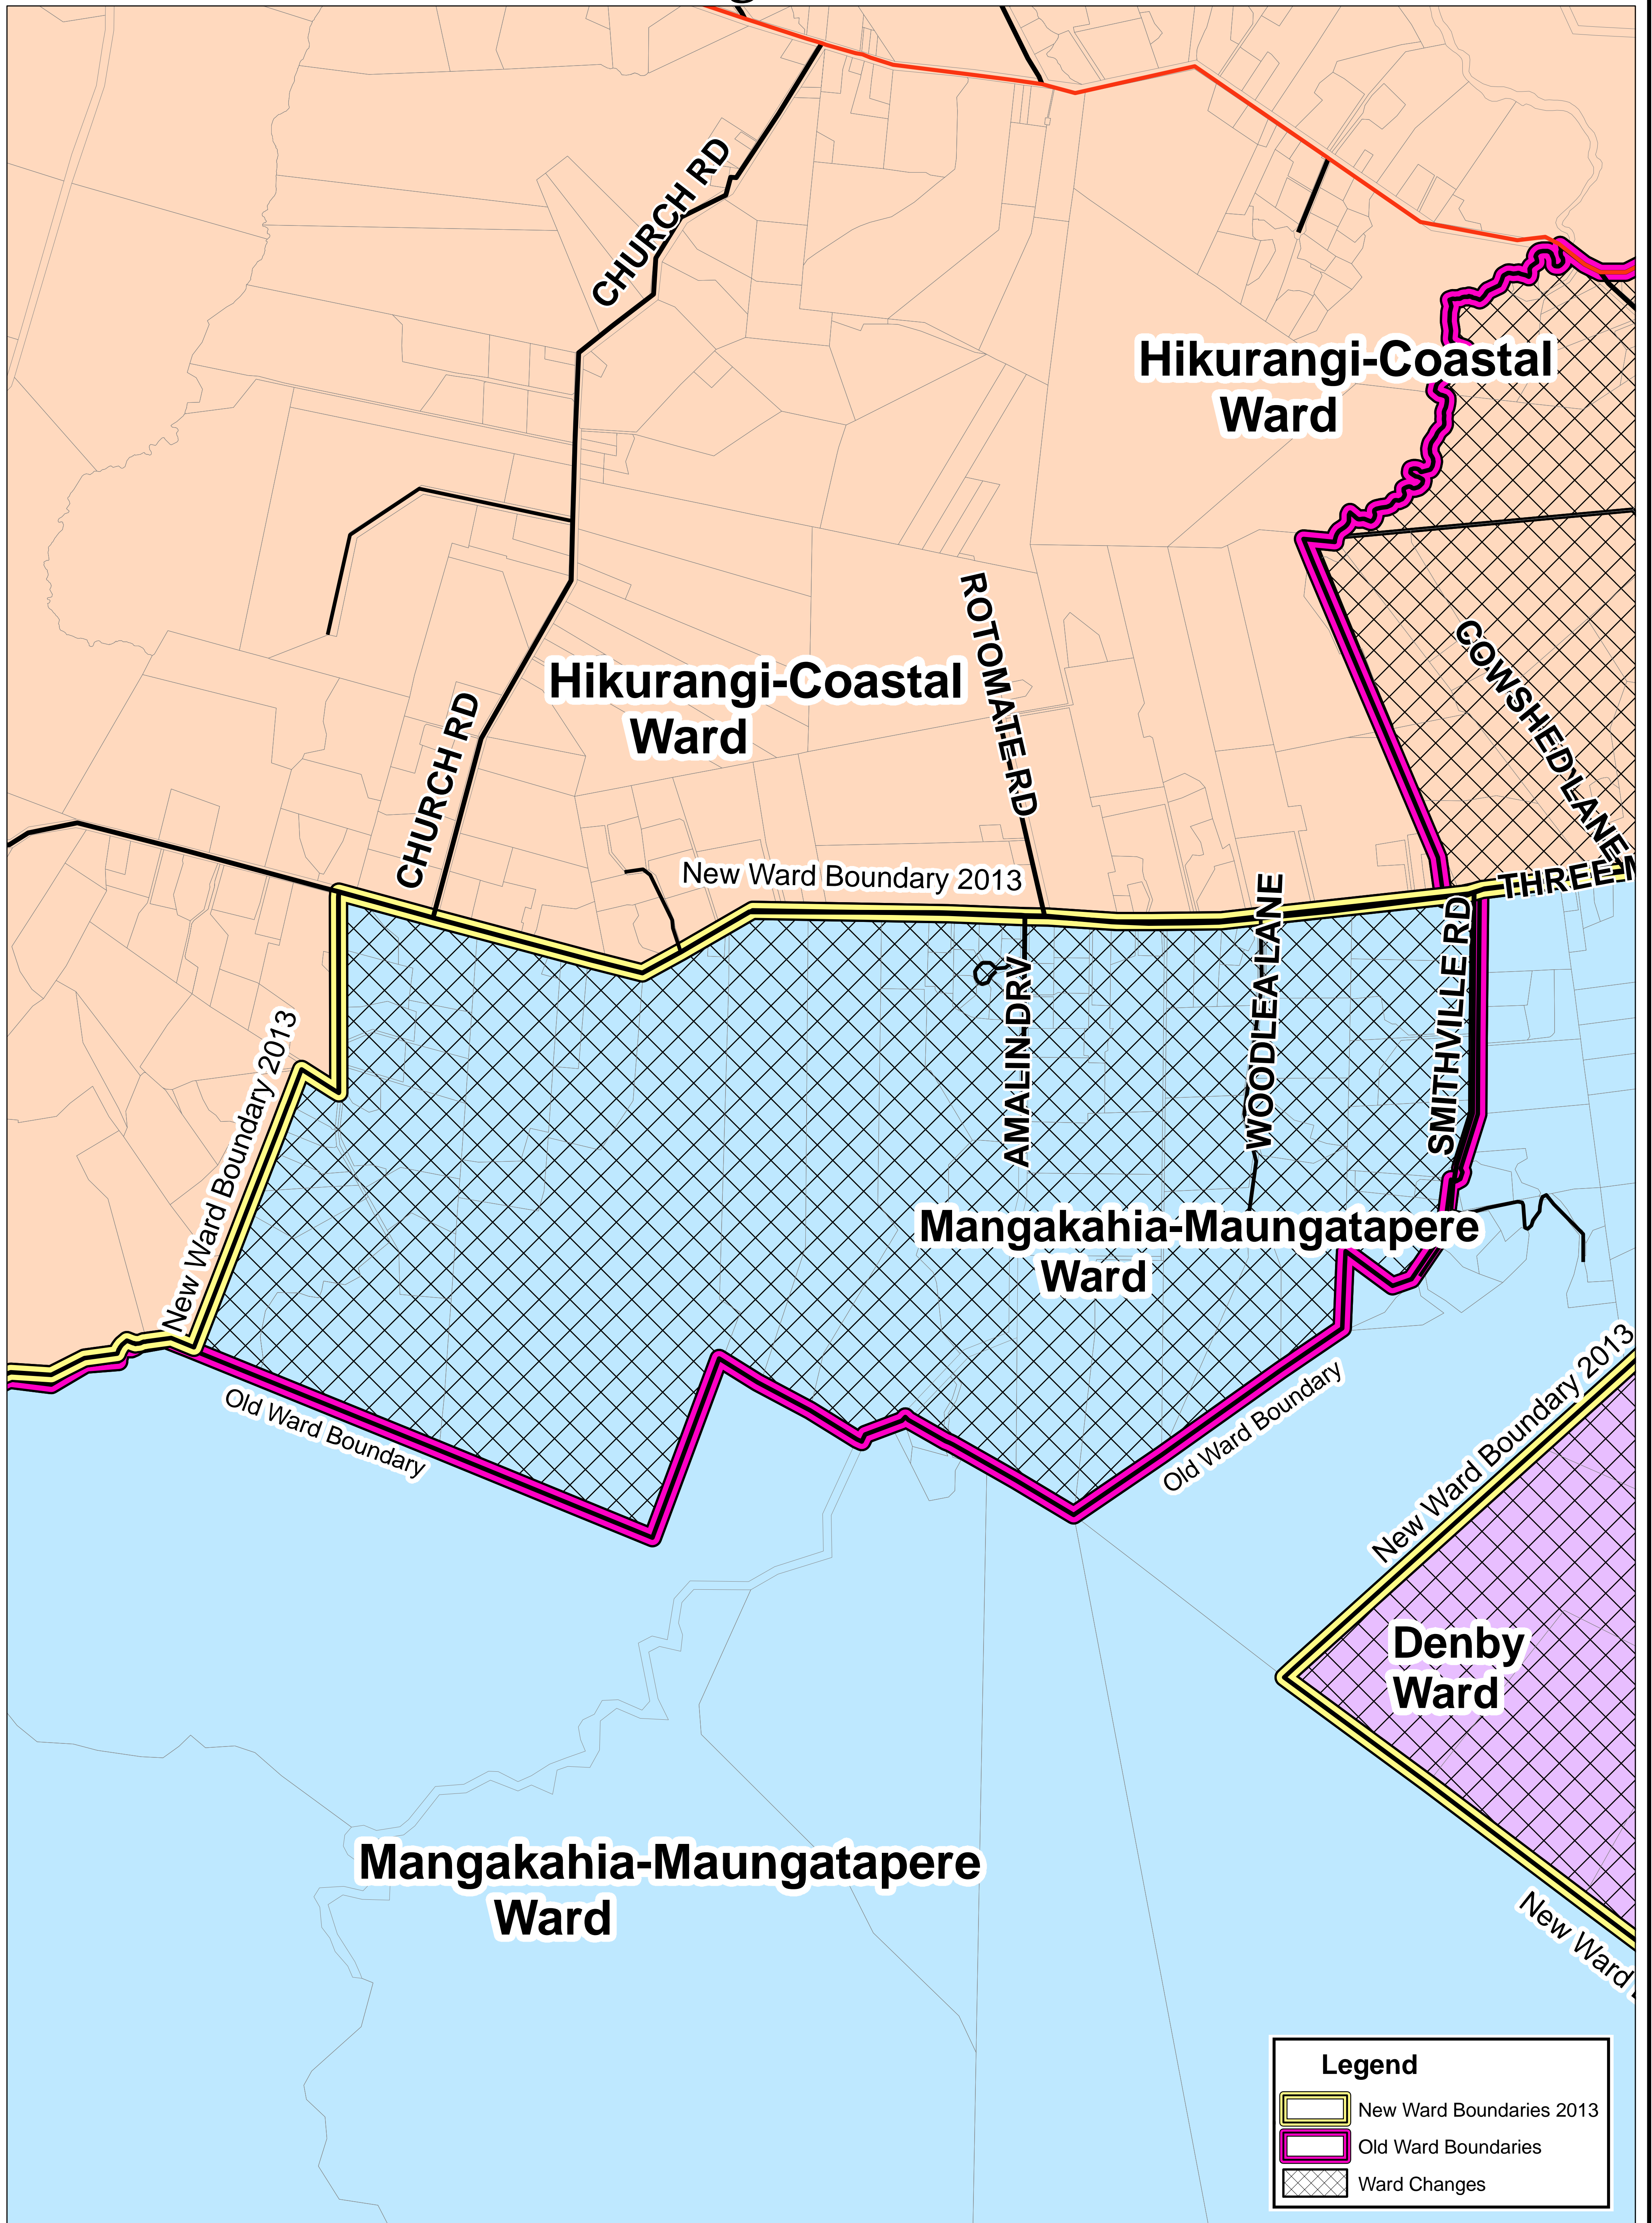 CHURCH RD
Hikurangi-Coastal
Ward
ROTOMATE RD
COWSHED LANE
Hikurangi-Coastal
Ward
CHURCH RD
New Ward Boundary 2013
THREE M
WOODLEA LANE
SMITHVILLE RD
AMALIN DRV
New Ward Boundary 2013
Mangakahia-Maungatapere
Ward
Old Ward Boundary
Old Ward Boundary
New Ward Boundary 2013
Denby
Ward
Mangakahia-Maungatapere
Ward
New Ward
Legend
New Ward Boundaries 2013
Old Ward Boundaries
Ward Changes